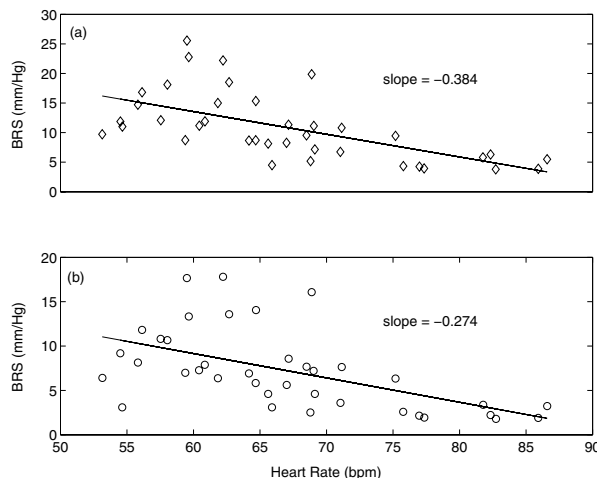 30
(a)
25
20
slope = −0.384
15
10
5
0
BRS (mm/Hg)
20
(b)
15
slope = −0.274
10
5
0
BRS (mm/Hg)
50 55 60 65 70 75 80 85 90
Heart Rate (bpm)